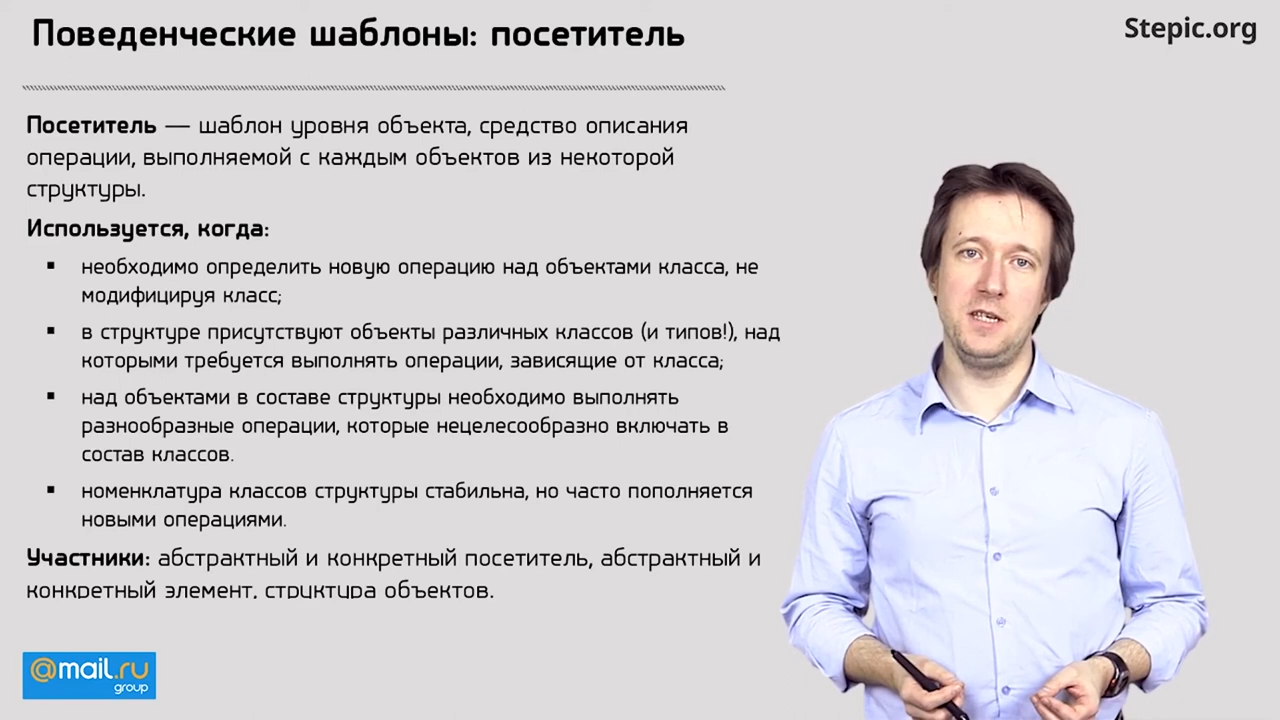 Поведенческие шаблоны: посетитель
Stepic.org
Посетитель — шаблон уровня объекта, средство описания
операции, выполняемой с каждым объектов из некоторой
структуры.
Используется, когда:
▪ необходимо определить новую операцию над объектами класса, не
модифицируя класс;
▪ в структуре присутствуют объекты различных классов (и типов!), над
которыми требуется выполнять операции, зависящие от класса;
▪ над объектами в составе структуры необходимо выполнять
разнообразные операции, которые нецелесообразно включать в
состав классов.
▪ номенклатура классов структуры стабильна, но часто пополняется
новыми операциями.
Участники: абстрактный и конкретный посетитель, абстрактный и
конкретный элемент, структура объектов.
@mail.ru
group